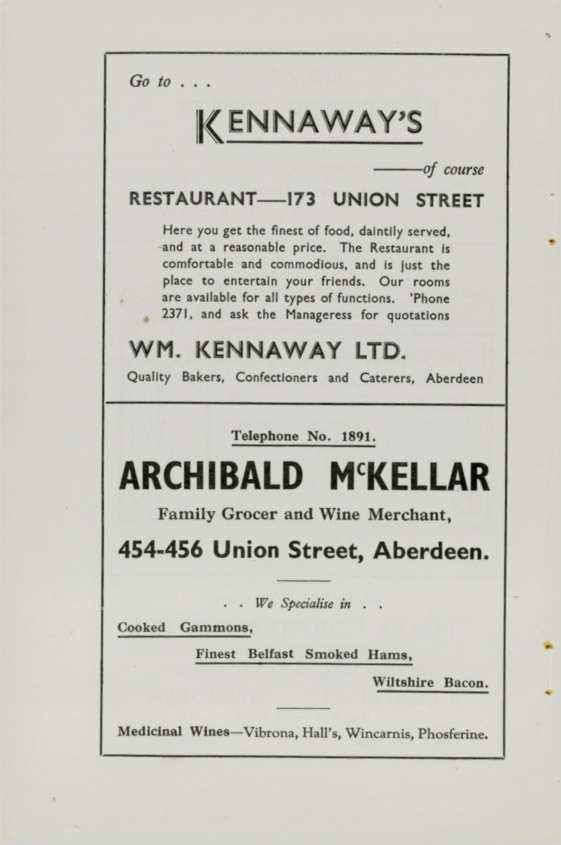 Go to . . .
KENNAWAY'S
—of course
RESTAURANT—173 UNION STREET
Here you get the finest of food, daintily served,
and at a reasonable price. The Restaurant is
comfortable and commodious, and is just the
place to entertain your friends. Our rooms
are available for all types of functions. 'Phone
2371, and ask the Manageress for quotations
WM. KENNAWAY LTD.
Quality Bakers, Confectioners and Caterers, Aberdeen
Telephone No. 1891.
ARCHIBALD McKELLAR
Family Grocer and Wine Merchant,
454-456 Union Street, Aberdeen.
. . We Specialise in . .
Cooked Gammons,
Finest Belfast Smoked Hams,
Wiltshire Bacon.
Medicinal Wines—Vibrona, Hall's, Wincarnis, Phosferine.